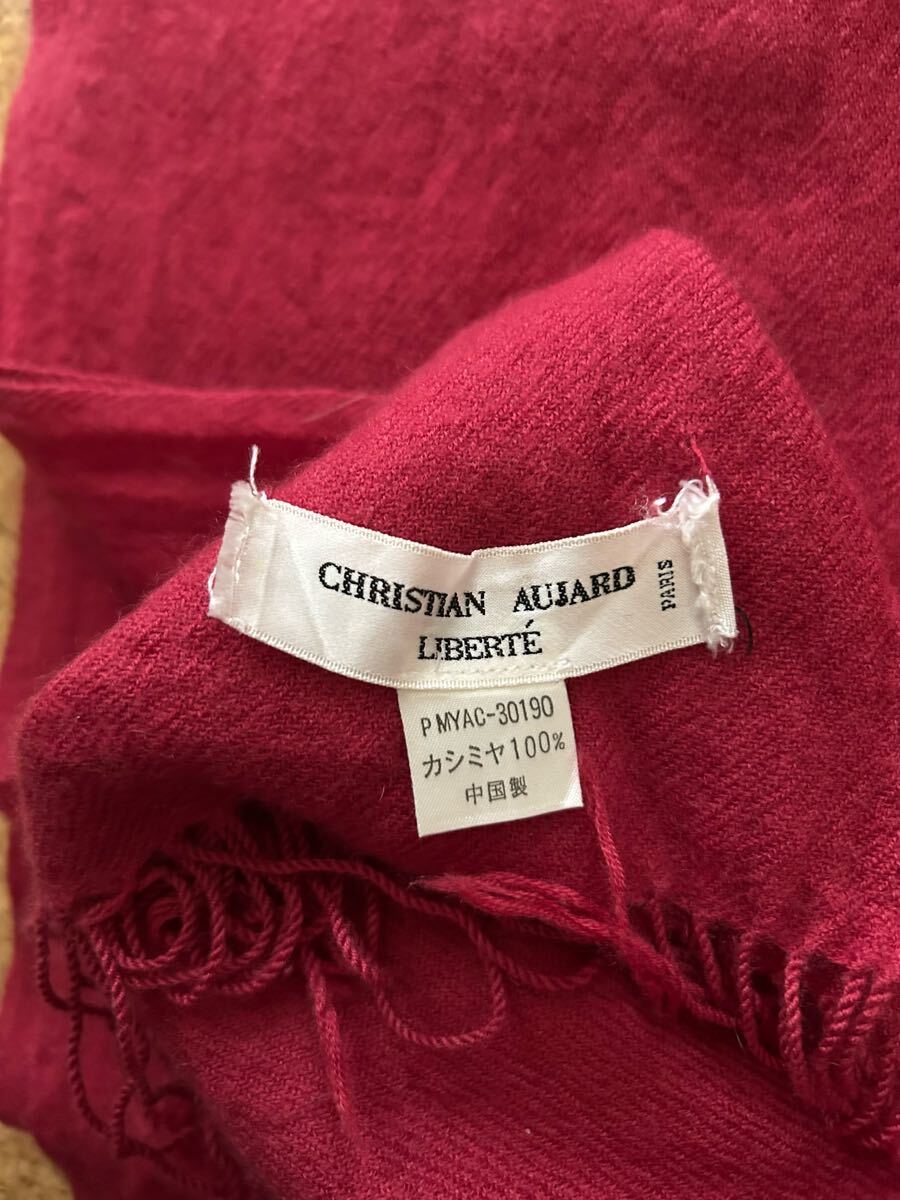 CHRISTIAN AUJARD
LIBERTÉ
PARIS
P MYAC-30190
カシミヤ100%
中国製